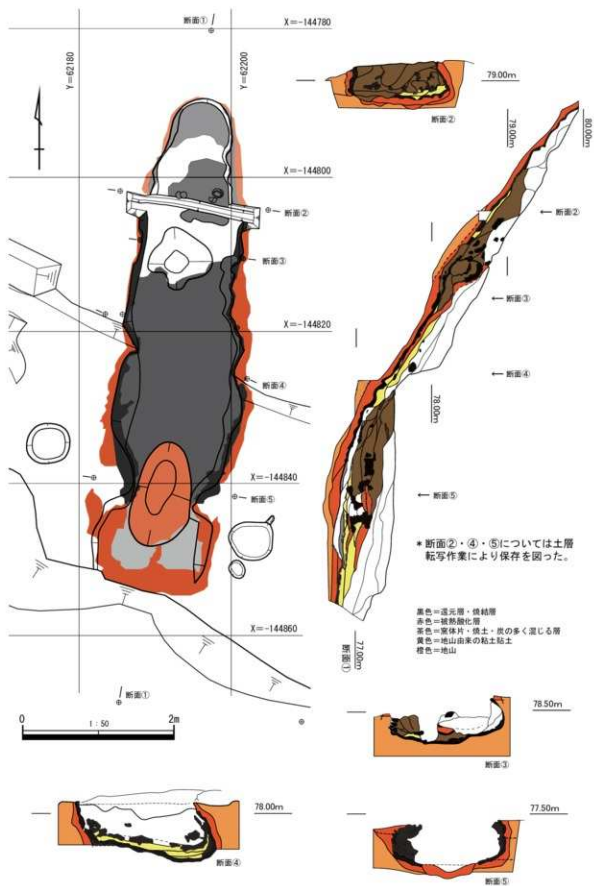 断面①
X=-144780
Y=62180
Y=62200
79.00m
断面②
79.00m
80.00m
X=-144800
断面②
← 断面②
断面③
← 断面③
X=-144820
断面④
← 断面④
78.00m
X=-144840
断面⑤
← 断面⑤
*断面②・④・⑤については土層
転写作業により保存を図った。
黒色=還元層・焼結層
赤色=被熱酸化層
茶色=窯体片・焼土・炭の多く混じる層
黄色=地山由来の粘土貼土
橙色=地山
X=-144860
77.00m
断面①
断面①
0 1:50 2m
78.50m
断面③
78.00m
断面④
77.50m
断面⑤